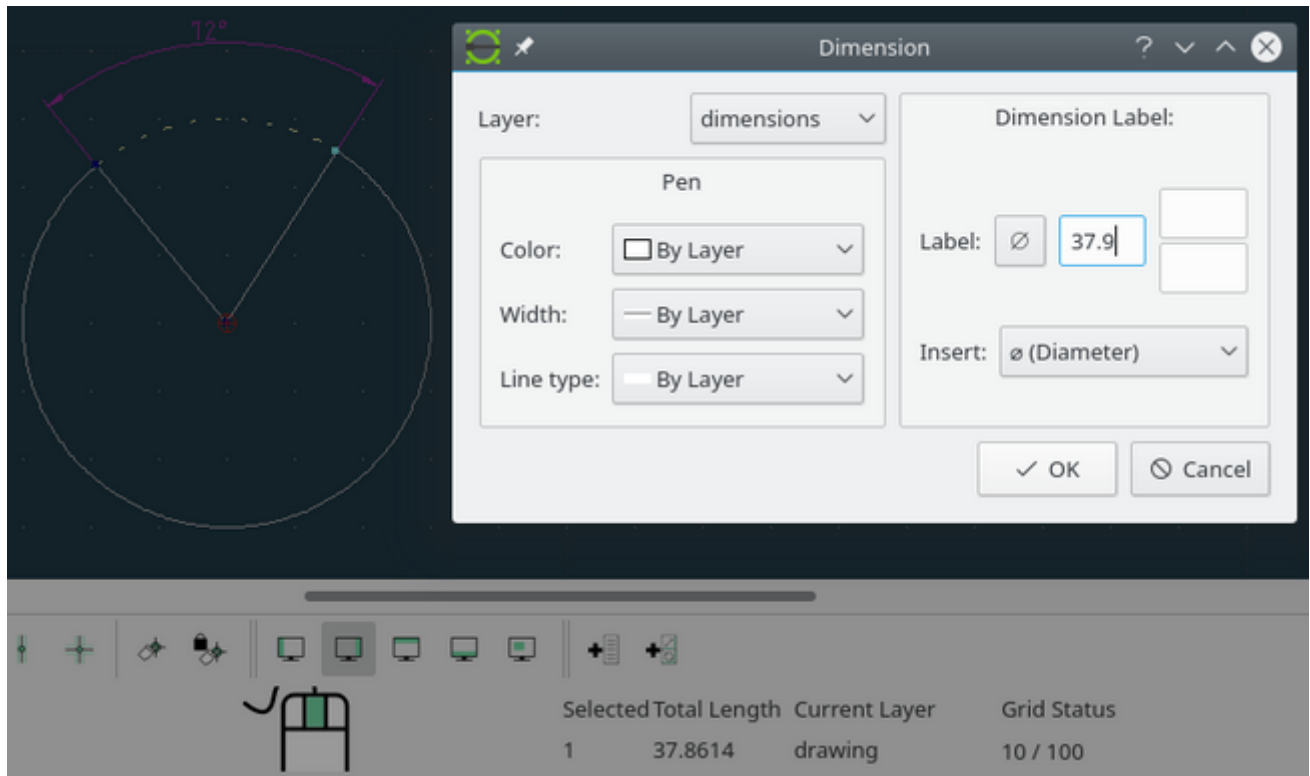 72°
Dimension
Layer:
dimensions
Pen
Color:
By Layer
Width:
By Layer
Line type:
By Layer
Dimension Label:
Label:
⌀
37.9
Insert:
⌀ (Diameter)
OK
Cancel
Selected Total Length Current Layer Grid Status
1 37.8614 drawing 10 / 100